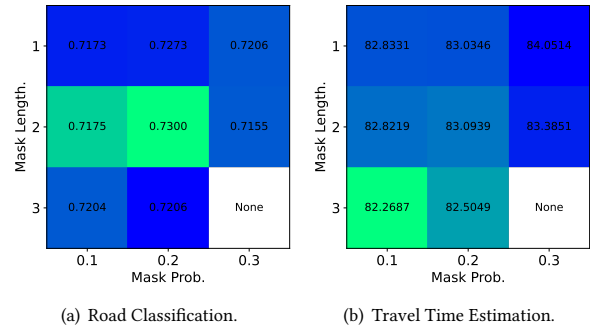 1 0.7173 0.7273 0.7206
2 0.7175 0.7300 0.7155
3 0.7204 0.7206 None
Mask Length.
0.1 0.2 0.3
Mask Prob.
(a) Road Classification.
1 82.8331 83.0346 84.0514
2 82.8219 83.0939 83.3851
3 82.2687 82.5049 None
Mask Length.
0.1 0.2 0.3
Mask Prob.
(b) Travel Time Estimation.